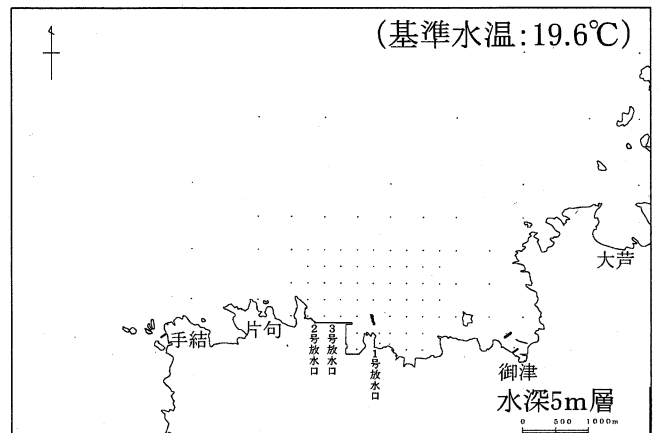 (基準水温:19.6℃)
大芦
手結
片句
2号放水口
3号放水口
1号放水口
御津
水深5m層
0 500 1000m